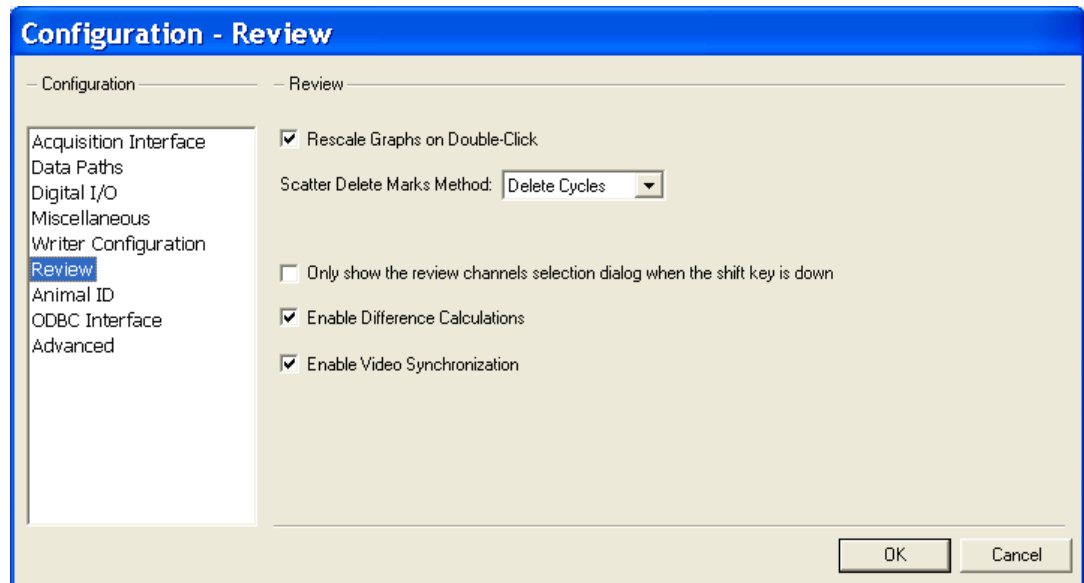 Configuration - Review
Configuration
Acquisition Interface
Data Paths
Digital I/O
Miscellaneous
Writer Configuration
Review
Animal ID
ODBC Interface
Advanced
Review
Rescale Graphs on Double-Click
Scatter Delete Marks Method: Delete Cycles
Only show the review channels selection dialog when the shift key is down
Enable Difference Calculations
Enable Video Synchronization
OK Cancel